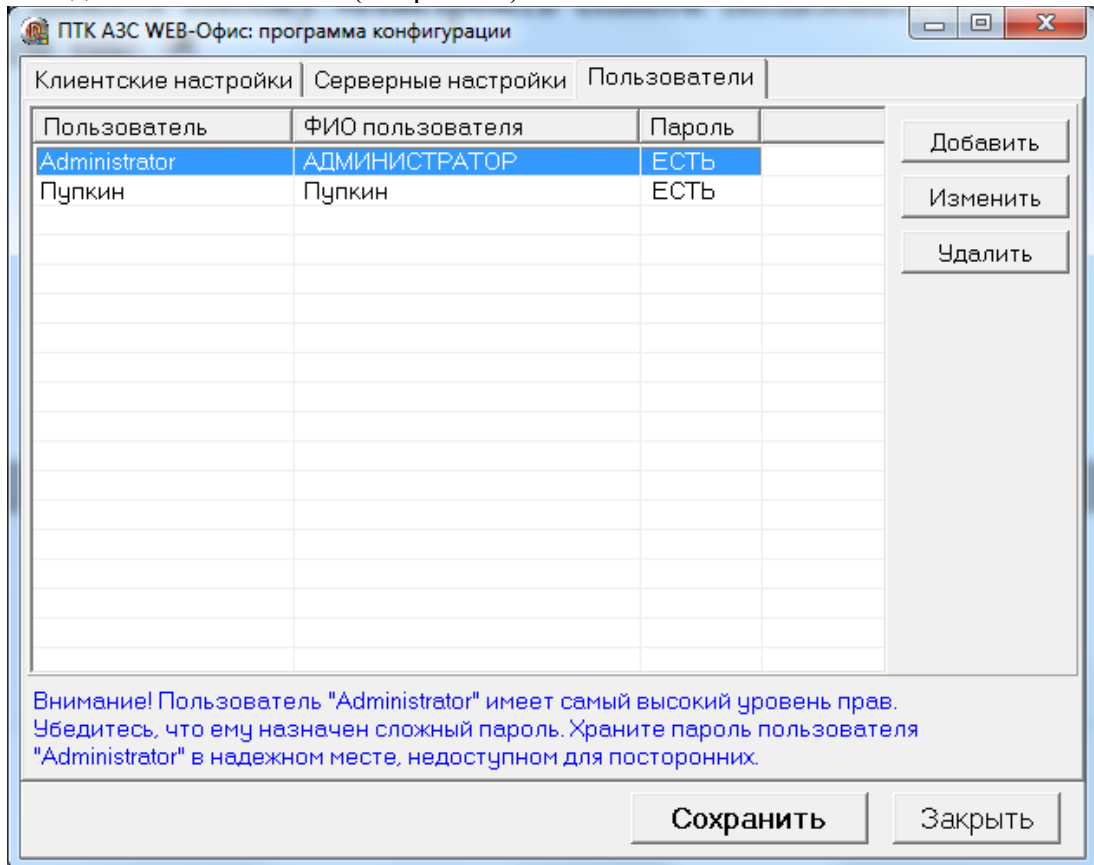 ПТК АЗС WEB-Офис: программа конфигурации
Клиентские настройки Серверные настройки Пользователи
Пользователь ФИО пользователя Пароль
Administrator АДМИНИСТРАТОР ЕСТЬ
Пупкин Пупкин ЕСТЬ
Добавить
Изменить
Удалить
Внимание! Пользователь "Administrator" имеет самый высокий уровень прав.
Убедитесь, что ему назначен сложный пароль. Храните пароль пользователя
"Administrator" в надежном месте, недоступном для посторонних.
Сохранить Закрыть